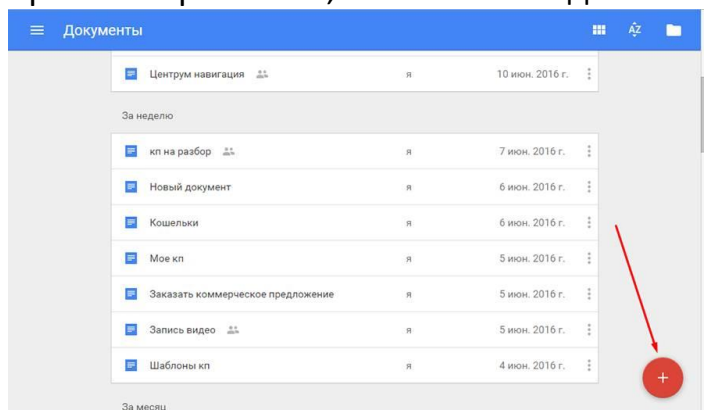 Документы
Центрум навигация я 10 июн. 2016 г.
За неделю
кп на разбор я 7 июн. 2016 г.
Новый документ я 6 июн. 2016 г.
Кошельки я 6 июн. 2016 г.
Мое кп я 5 июн. 2016 г.
Заказать коммерческое предложение я 5 июн. 2016 г.
Запись видео я 5 июн. 2016 г.
Шаблоны кп я 4 июн. 2016 г.
За месяц